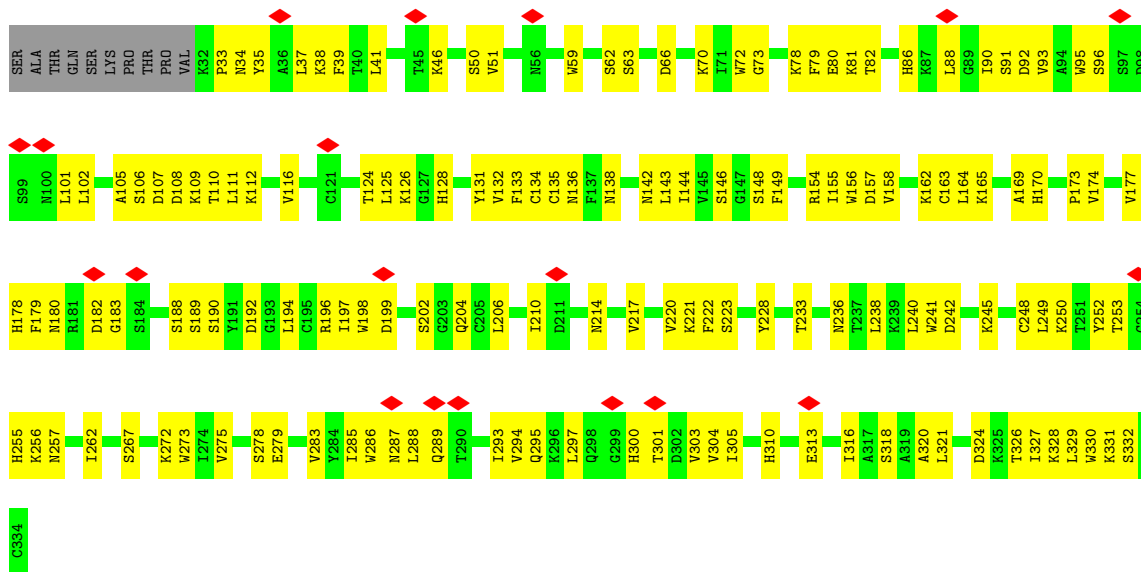 SER ALA THR GLN SER LYS PRO THR PRO VAL K32 P33 N34 Y35 A36 L37 K38 F39 T40 L41 T45 K46 S50 V51 N56 W59 S62 S63 D66 K70 I71 W72 G73 K78 F79 E80 K81 T82 H86 K87 L88 G89 I90 S91 D92 V93 A94 W95 S96 S97 D98
S99 N100 L101 L102 A105 S106 D107 D108 K109 T110 L111 K112 V116 C121 T124 L125 K126 G127 H128 Y131 V132 F133 C134 C135 N136 F137 N138 N142 L143 I144 V145 S146 G147 S148 F149 R154 I155 W156 D157 V158 K162 C163 L164 K165 A169 H170 P173 V174 V177
H178 F179 N180 R181 D182 G183 S184 S188 S189 S190 Y191 D192 G193 L194 C195 R196 I197 W198 D199 S202 G203 Q204 C205 L206 I210 D211 N214 V217 V220 K221 F222 S223 Y228 T233 N236 T237 L238 K239 L240 W241 D242 K245 C248 L249 K250 T251 Y252 T253 G254
H255 K256 N257 I262 S267 K272 W273 I274 V275 S278 E279 V283 Y284 I285 W286 N287 L288 Q289 T290 I293 V294 Q295 K296 L297 Q298 G299 H300 T301 D302 V303 V304 I305 H310 E313 I316 A317 S318 A319 A320 L321 D324 K325 T326 I327 K328 L329 W330 K331 S332
C334